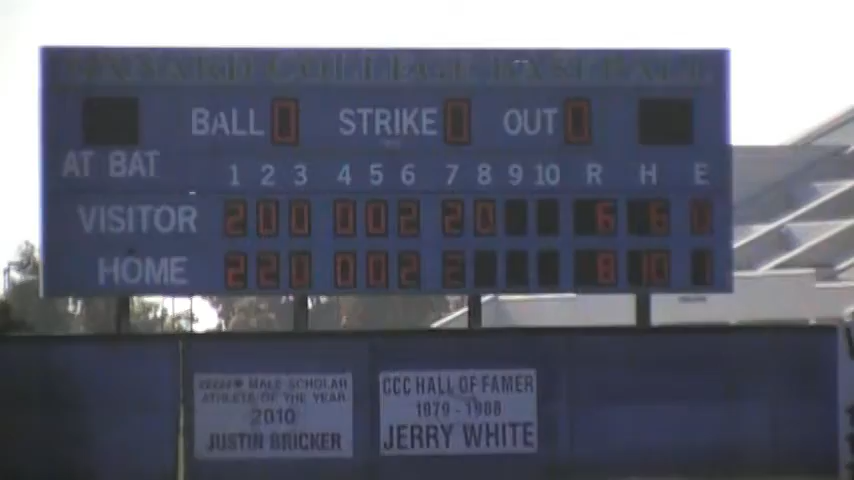 BALL 0 STRIKE 0 OUT 0
AT BAT
1 2 3 4 5 6 7 8 9 10 R H E
VISITOR 2 0 0 0 0 2 2 0 6 6 0
HOME 2 2 0 0 0 2 2 8 10 1
MALE SCHOLAR
ATHLETE OF THE YEAR
2010
JUSTIN BRICKER
CCC HALL OF FAMER
1979 - 1988
JERRY WHITE